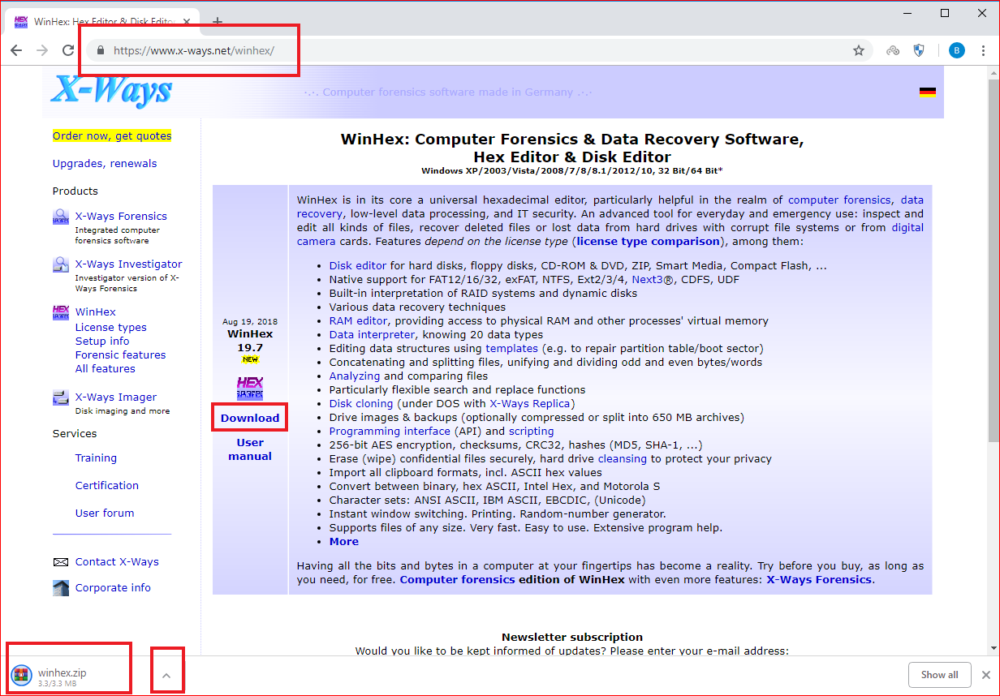 WinHex: Hex Editor & Disk Edito
https://www.x-ways.net/winhex/
B
X-Ways
·-.·. Computer forensics software made in Germany .·-.·
Order now, get quotes
Upgrades, renewals
Products
X-Ways Forensics
Integrated computer
forensics software
X-Ways Investigator
Investigator version of X-
Ways Forensics
HEX
WinHex
License types
Setup info
Forensic features
All features
X-Ways Imager
Disk imaging and more
Services
Training
Certification
User forum
Contact X-Ways
Corporate info
WinHex: Computer Forensics & Data Recovery Software,
Hex Editor & Disk Editor
Windows XP/2003/Vista/2008/7/8/8.1/2012/10, 32 Bit/64 Bit*
Aug 19, 2018
WinHex
19.7
NEW
HEX
Download
User
manual
WinHex is in its core a universal hexadecimal editor, particularly helpful in the realm of computer forensics, data
recovery, low-level data processing, and IT security. An advanced tool for everyday and emergency use: inspect and
edit all kinds of files, recover deleted files or lost data from hard drives with corrupt file systems or from digital
camera cards. Features depend on the license type (license type comparison), among them:
• Disk editor for hard disks, floppy disks, CD-ROM & DVD, ZIP, Smart Media, Compact Flash, ...
• Native support for FAT12/16/32, exFAT, NTFS, Ext2/3/4, Next3®, CDFS, UDF
• Built-in interpretation of RAID systems and dynamic disks
• Various data recovery techniques
• RAM editor, providing access to physical RAM and other processes' virtual memory
• Data interpreter, knowing 20 data types
• Editing data structures using templates (e.g. to repair partition table/boot sector)
• Concatenating and splitting files, unifying and dividing odd and even bytes/words
• Analyzing and comparing files
• Particularly flexible search and replace functions
• Disk cloning (under DOS with X-Ways Replica)
• Drive images & backups (optionally compressed or split into 650 MB archives)
• Programming interface (API) and scripting
• 256-bit AES encryption, checksums, CRC32, hashes (MD5, SHA-1, ...)
• Erase (wipe) confidential files securely, hard drive cleansing to protect your privacy
• Import all clipboard formats, incl. ASCII hex values
• Convert between binary, hex ASCII, Intel Hex, and Motorola S
• Character sets: ANSI ASCII, IBM ASCII, EBCDIC, (Unicode)
• Instant window switching. Printing. Random-number generator.
• Supports files of any size. Very fast. Easy to use. Extensive program help.
• More
Having all the bits and bytes in a computer at your fingertips has become a reality. Try before you buy, as long as
you need, for free. Computer forensics edition of WinHex with even more features: X-Ways Forensics.
Newsletter subscription
Would you like to be kept informed of updates? Please enter your e-mail address:
winhex.zip
3.3/3.3 MB
Show all